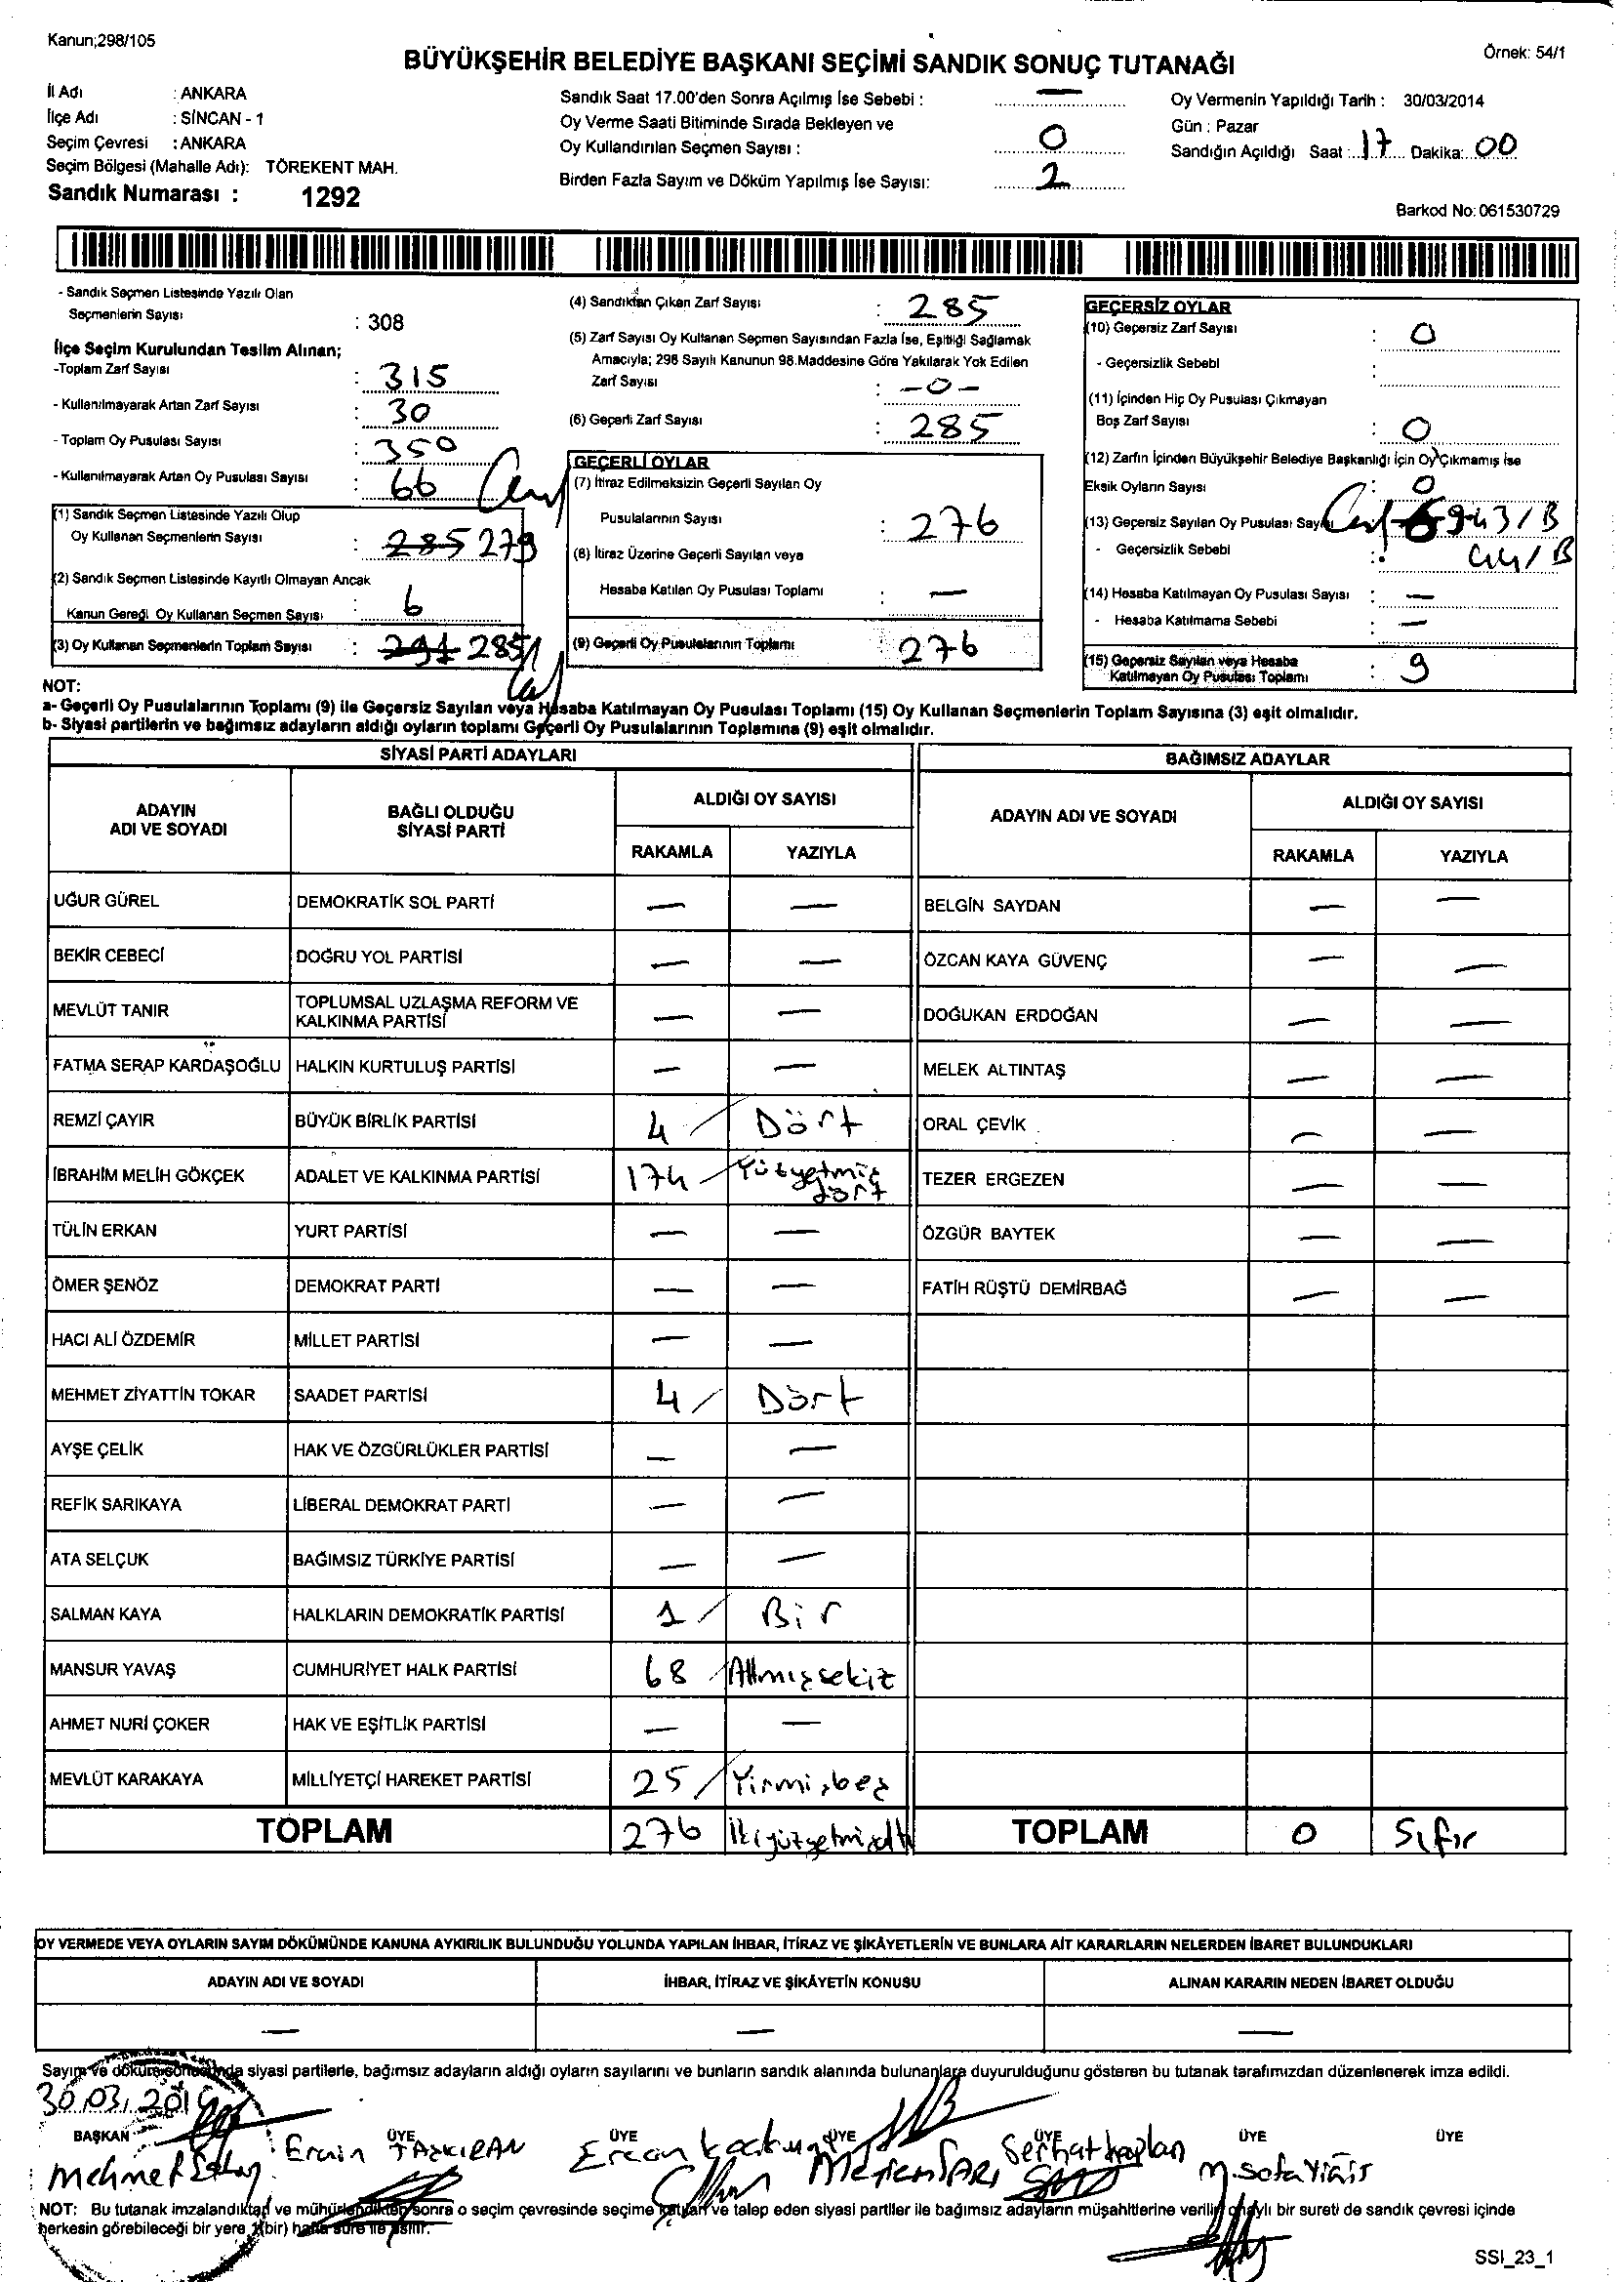 Kanun;298/105
BÜYÜKŞEHİR BELEDİYE BAŞKANI SEÇİMİ SANDIK SONUÇ TUTANAĞI
Örnek: 54/1
İl Adı : ANKARA
İlçe Adı : SİNCAN - 1
Seçim Çevresi : ANKARA
Seçim Bölgesi (Mahalle Adı): TÖREKENT MAH.
Sandık Numarası : 1292
Sandık Saat 17.00'den Sonra Açılmış İse Sebebi : —
Oy Verme Saati Bitiminde Sırada Bekleyen ve
Oy Kullandırılan Seçmen Sayısı : 0
Birden Fazla Sayım ve Döküm Yapılmış İse Sayısı: 2
Oy Vermenin Yapıldığı Tarih : 30/03/2014
Gün : Pazar
Sandığın Açıldığı Saat : 17 Dakika: 00
Barkod No: 061530729
- Sandık Seçmen Listesinde Yazılı Olan
Seçmenlerin Sayısı : 308
İlçe Seçim Kurulundan Teslim Alınan;
-Toplam Zarf Sayısı : 315
- Kullanılmayarak Artan Zarf Sayısı : 30
- Toplam Oy Pusulası Sayısı : 350
- Kullanılmayarak Artan Oy Pusulası Sayısı : 66
(1) Sandık Seçmen Listesinde Yazılı Olup
Oy Kullanan Seçmenlerin Sayısı : 285 279
(2) Sandık Seçmen Listesinde Kayıtlı Olmayan Ancak
Kanun Gereği Oy Kullanan Seçmen Sayısı : 6
(3) Oy Kullanan Seçmenlerin Toplam Sayısı : 291 285
(4) Sandıktan Çıkan Zarf Sayısı : 285
(5) Zarf Sayısı Oy Kullanan Seçmen Sayısından Fazla İse, Eşitliği Sağlamak
Amacıyla; 298 Sayılı Kanunun 98.Maddesine Göre Yakılarak Yok Edilen
Zarf Sayısı : -0-
(6) Geçerli Zarf Sayısı : 285
GEÇERLİ OYLAR
(7) İtiraz Edilmeksizin Geçerli Sayılan Oy
Pusulalarının Sayısı : 276
(8) İtiraz Üzerine Geçerli Sayılan veya
Hesaba Katılan Oy Pusulası Toplamı : —
(9) Geçerli Oy Pusulalarının Toplamı : 276
GEÇERSİZ OYLAR
(10) Geçersiz Zarf Sayısı : 0
- Geçersizlik Sebebi :
(11) İçinden Hiç Oy Pusulası Çıkmayan
Boş Zarf Sayısı : 0
(12) Zarfın İçinden Büyükşehir Belediye Başkanlığı İçin Oy Çıkmamış İse
Eksik Oyların Sayısı : 0
(13) Geçersiz Sayılan Oy Pusulası Sayısı 9 43/B
- Geçersizlik Sebebi : 44/B
(14) Hesaba Katılmayan Oy Pusulası Sayısı : —
- Hesaba Katılmama Sebebi : —
(15) Geçersiz Sayılan veya Hesaba
Katılmayan Oy Pusulası Toplamı : 9
NOT:
a- Geçerli Oy Pusulalarının Toplamı (9) ile Geçersiz Sayılan veya Hesaba Katılmayan Oy Pusulası Toplamı (15) Oy Kullanan Seçmenlerin Toplam Sayısına (3) eşit olmalıdır.
b- Siyasi partilerin ve bağımsız adayların aldığı oyların toplamı Geçerli Oy Pusulalarının Toplamına (9) eşit olmalıdır.
SİYASİ PARTİ ADAYLARI BAĞIMSIZ ADAYLAR
ADAYIN ADI VE SOYADI BAĞLI OLDUĞU SİYASİ PARTİ ALDIĞI OY SAYISI ADAYIN ADI VE SOYADI ALDIĞI OY SAYISI
RAKAMLA YAZIYLA RAKAMLA YAZIYLA
UĞUR GÜREL DEMOKRATİK SOL PARTİ — — BELGİN SAYDAN — —
BEKİR CEBECİ DOĞRU YOL PARTİSİ — — ÖZCAN KAYA GÜVENÇ — —
MEVLÜT TANIR TOPLUMSAL UZLAŞMA REFORM VE KALKINMA PARTİSİ — — DOĞUKAN ERDOĞAN — —
FATMA SERAP KARDAŞOĞLU HALKIN KURTULUŞ PARTİSİ — — MELEK ALTINTAŞ — —
REMZİ ÇAYIR BÜYÜK BİRLİK PARTİSİ 4 / Dört ORAL ÇEVİK — —
İBRAHİM MELİH GÖKÇEK ADALET VE KALKINMA PARTİSİ 174 / Yüzyetmiş dört TEZER ERGEZEN — —
TÜLİN ERKAN YURT PARTİSİ — — ÖZGÜR BAYTEK — —
ÖMER ŞENÖZ DEMOKRAT PARTİ — — FATİH RÜŞTÜ DEMİRBAĞ — —
HACI ALİ ÖZDEMİR MİLLET PARTİSİ — —
MEHMET ZİYATTİN TOKAR SAADET PARTİSİ 4 / Dört
AYŞE ÇELİK HAK VE ÖZGÜRLÜKLER PARTİSİ — —
REFİK SARIKAYA LİBERAL DEMOKRAT PARTİ — —
ATA SELÇUK BAĞIMSIZ TÜRKİYE PARTİSİ — —
SALMAN KAYA HALKLARIN DEMOKRATİK PARTİSİ 1 / Bir
MANSUR YAVAŞ CUMHURİYET HALK PARTİSİ 68 / Altmışsekiz
AHMET NURİ ÇOKER HAK VE EŞİTLİK PARTİSİ — —
MEVLÜT KARAKAYA MİLLİYETÇİ HAREKET PARTİSİ 25 / Yirmibeş
TOPLAM 276 İkiyüzyetmişaltı TOPLAM 0 Sıfır
OY VERMEDE VEYA OYLARIN SAYIM DÖKÜMÜNDE KANUNA AYKIRILIK BULUNDUĞU YOLUNDA YAPILAN İHBAR, İTİRAZ VE ŞİKÂYETLERİN VE BUNLARA AİT KARARLARIN NELERDEN İBARET BULUNDUKLARI
ADAYIN ADI VE SOYADI İHBAR, İTİRAZ VE ŞİKÂYETİN KONUSU ALINAN KARARIN NEDEN İBARET OLDUĞU
— — —
Sayım ve döküm sonucunda siyasi partilerle, bağımsız adayların aldığı oyların sayılarını ve bunların sandık alanında bulunanlara duyurulduğunu gösteren bu tutanak tarafımızdan düzenlenerek imza edildi.
30.03.2014
BAŞKAN ÜYE ÜYE ÜYE ÜYE ÜYE ÜYE
Mehmet Ercan Serhat kaplan
NOT: Bu tutanak imzalandıktan ve mühürlendikten sonra o seçim çevresinde seçime katılan ve talep eden siyasi partiler ile bağımsız adayların müşahitlerine verilir onaylı bir sureti de sandık çevresi içinde
herkesin görebileceği bir yere 1(bir) hafta süre ile asılır.
SSI_23_1